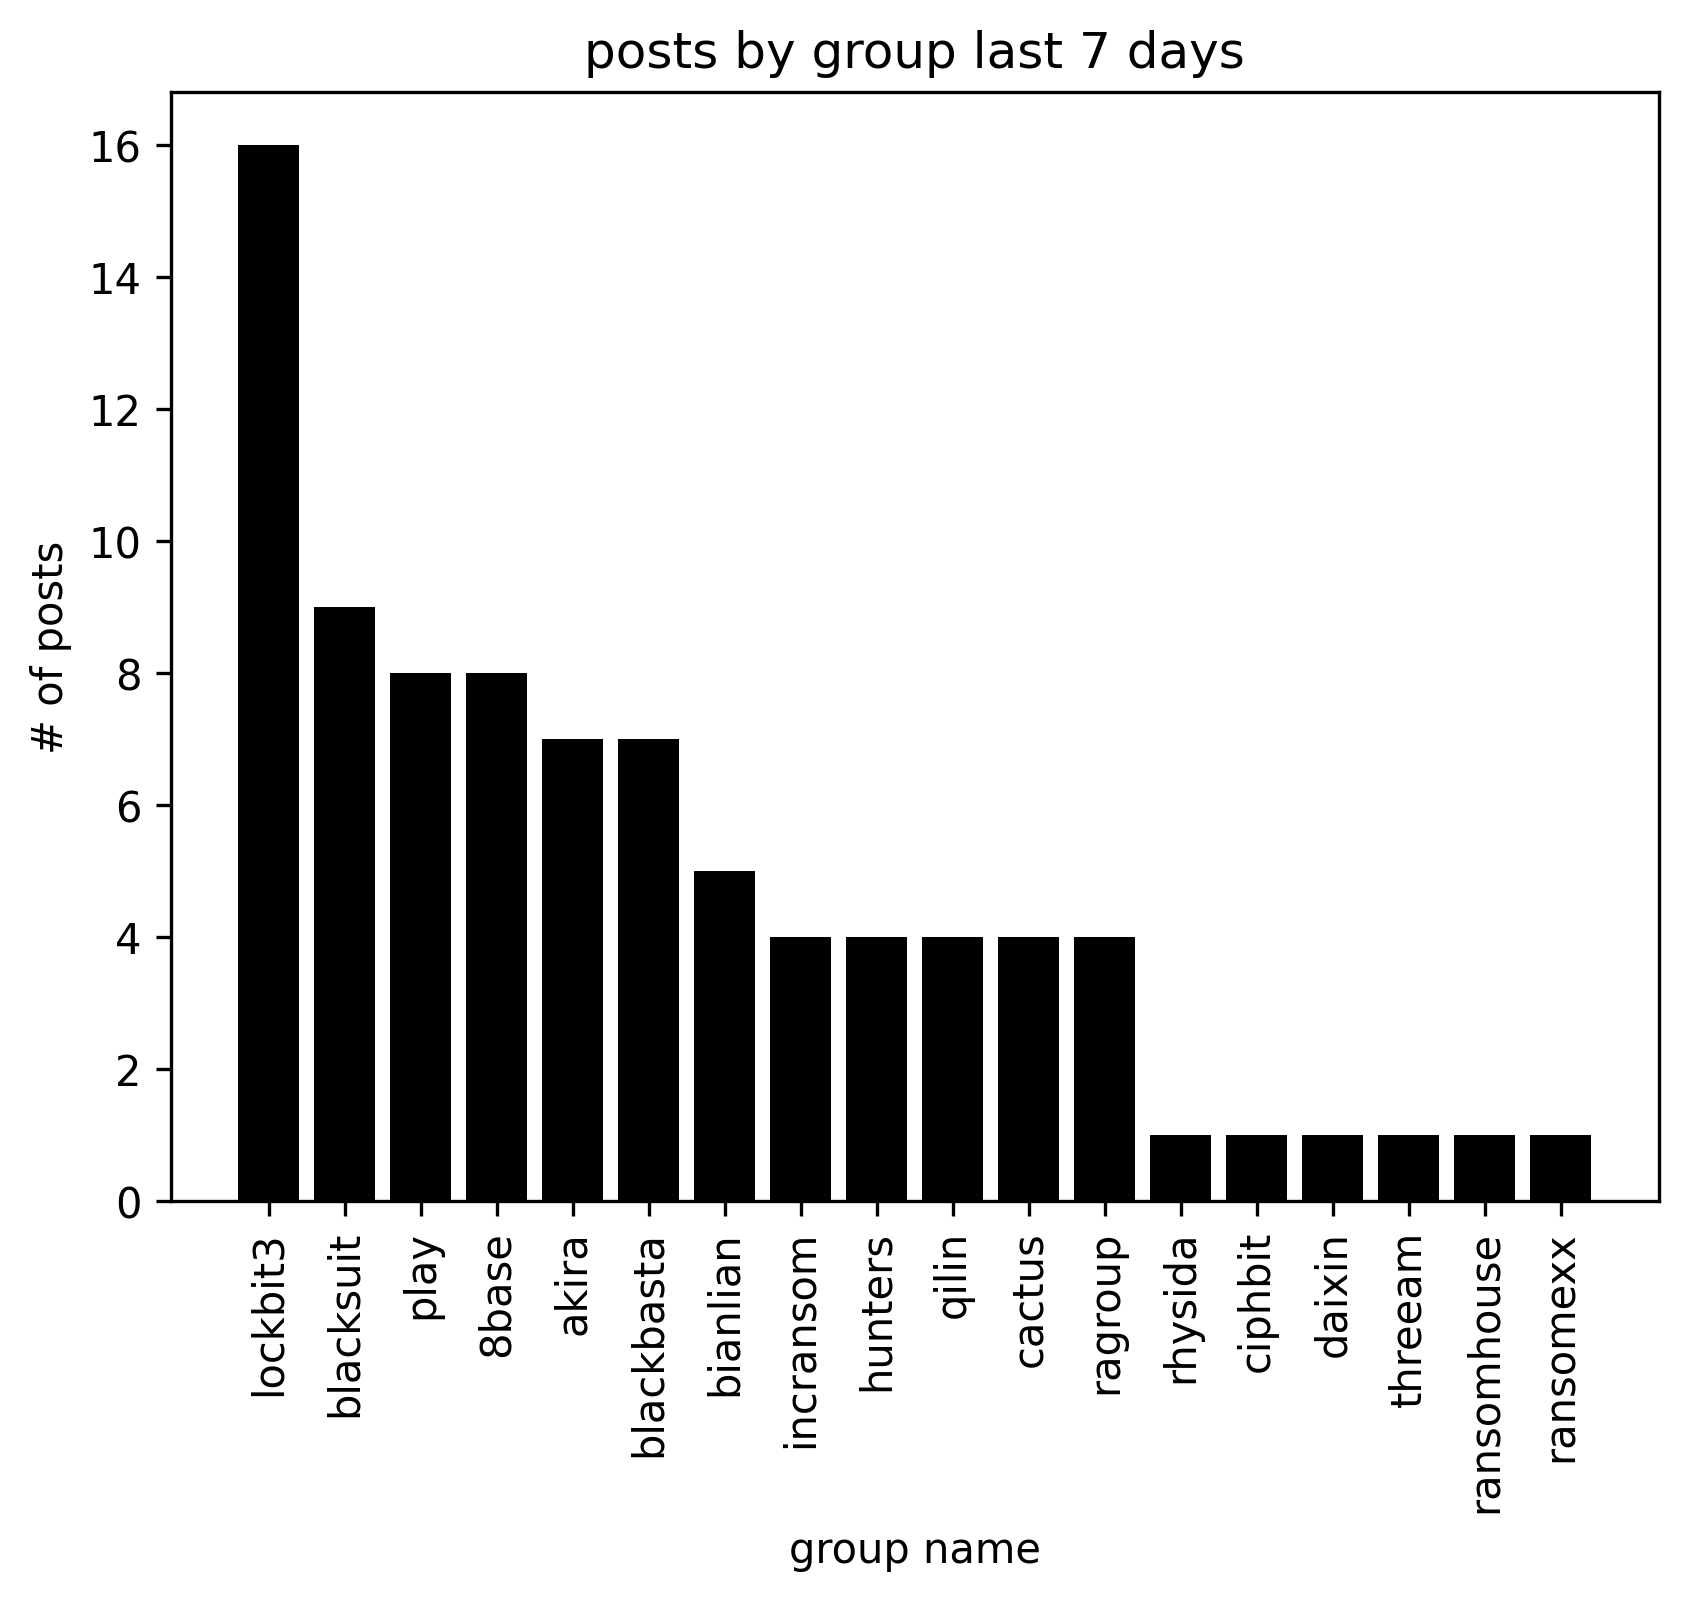 posts by group last 7 days
# of posts
16
14
12
10
8
6
4
2
0
lockbit3
blacksuit
play
8base
akira
blackbasta
bianlian
incransom
hunters
qilin
cactus
ragroup
rhysida
ciphbit
daixin
threeam
ransomhouse
ransomexx
group name